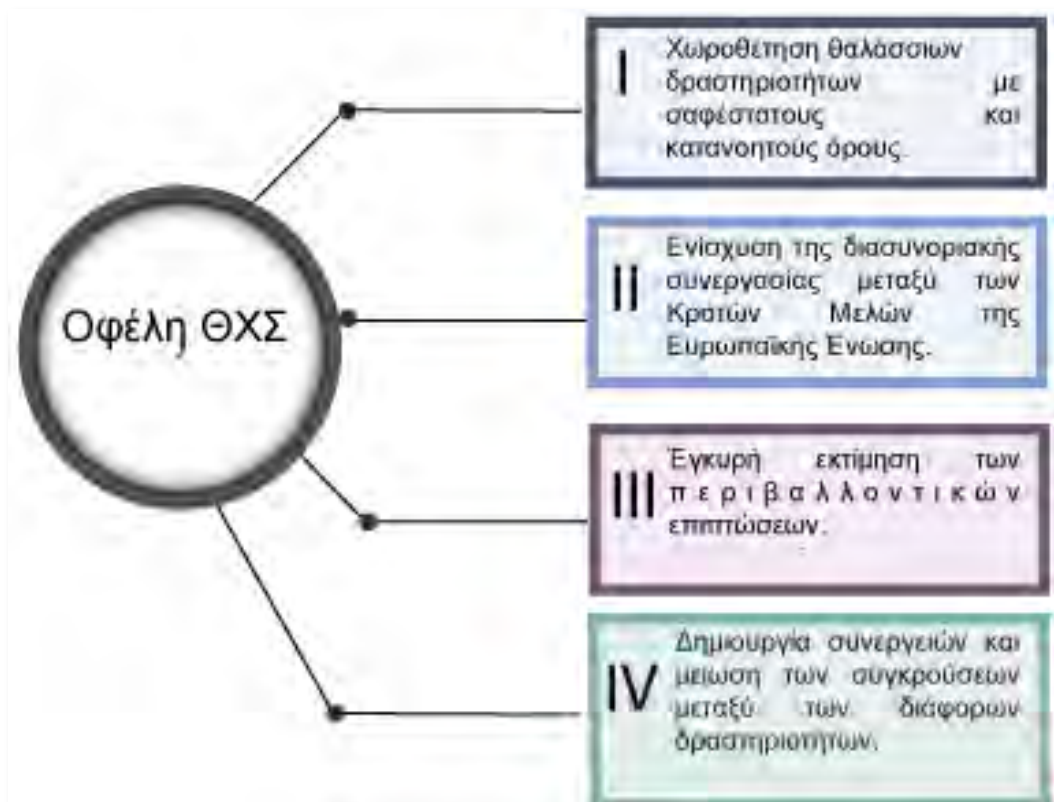 Οφέλη ΘΧΣ
I
Χωροθέτηση θαλάσσιων
δραστηριοτήτων με
σαφέστατους και
κατανοητούς όρους.
II
Ενίσχυση της διασυνοριακής
συνεργασίας μεταξύ των
Κρατών Μελών της
Ευρωπαϊκής Ένωσης.
III
Έγκυρη εκτίμηση των
περιβαλλοντικών
επιπτώσεων.
IV
Δημιουργία συνεργειών και
μείωση των συγκρούσεων
μεταξύ των διάφορων
δραστηριοτήτων.